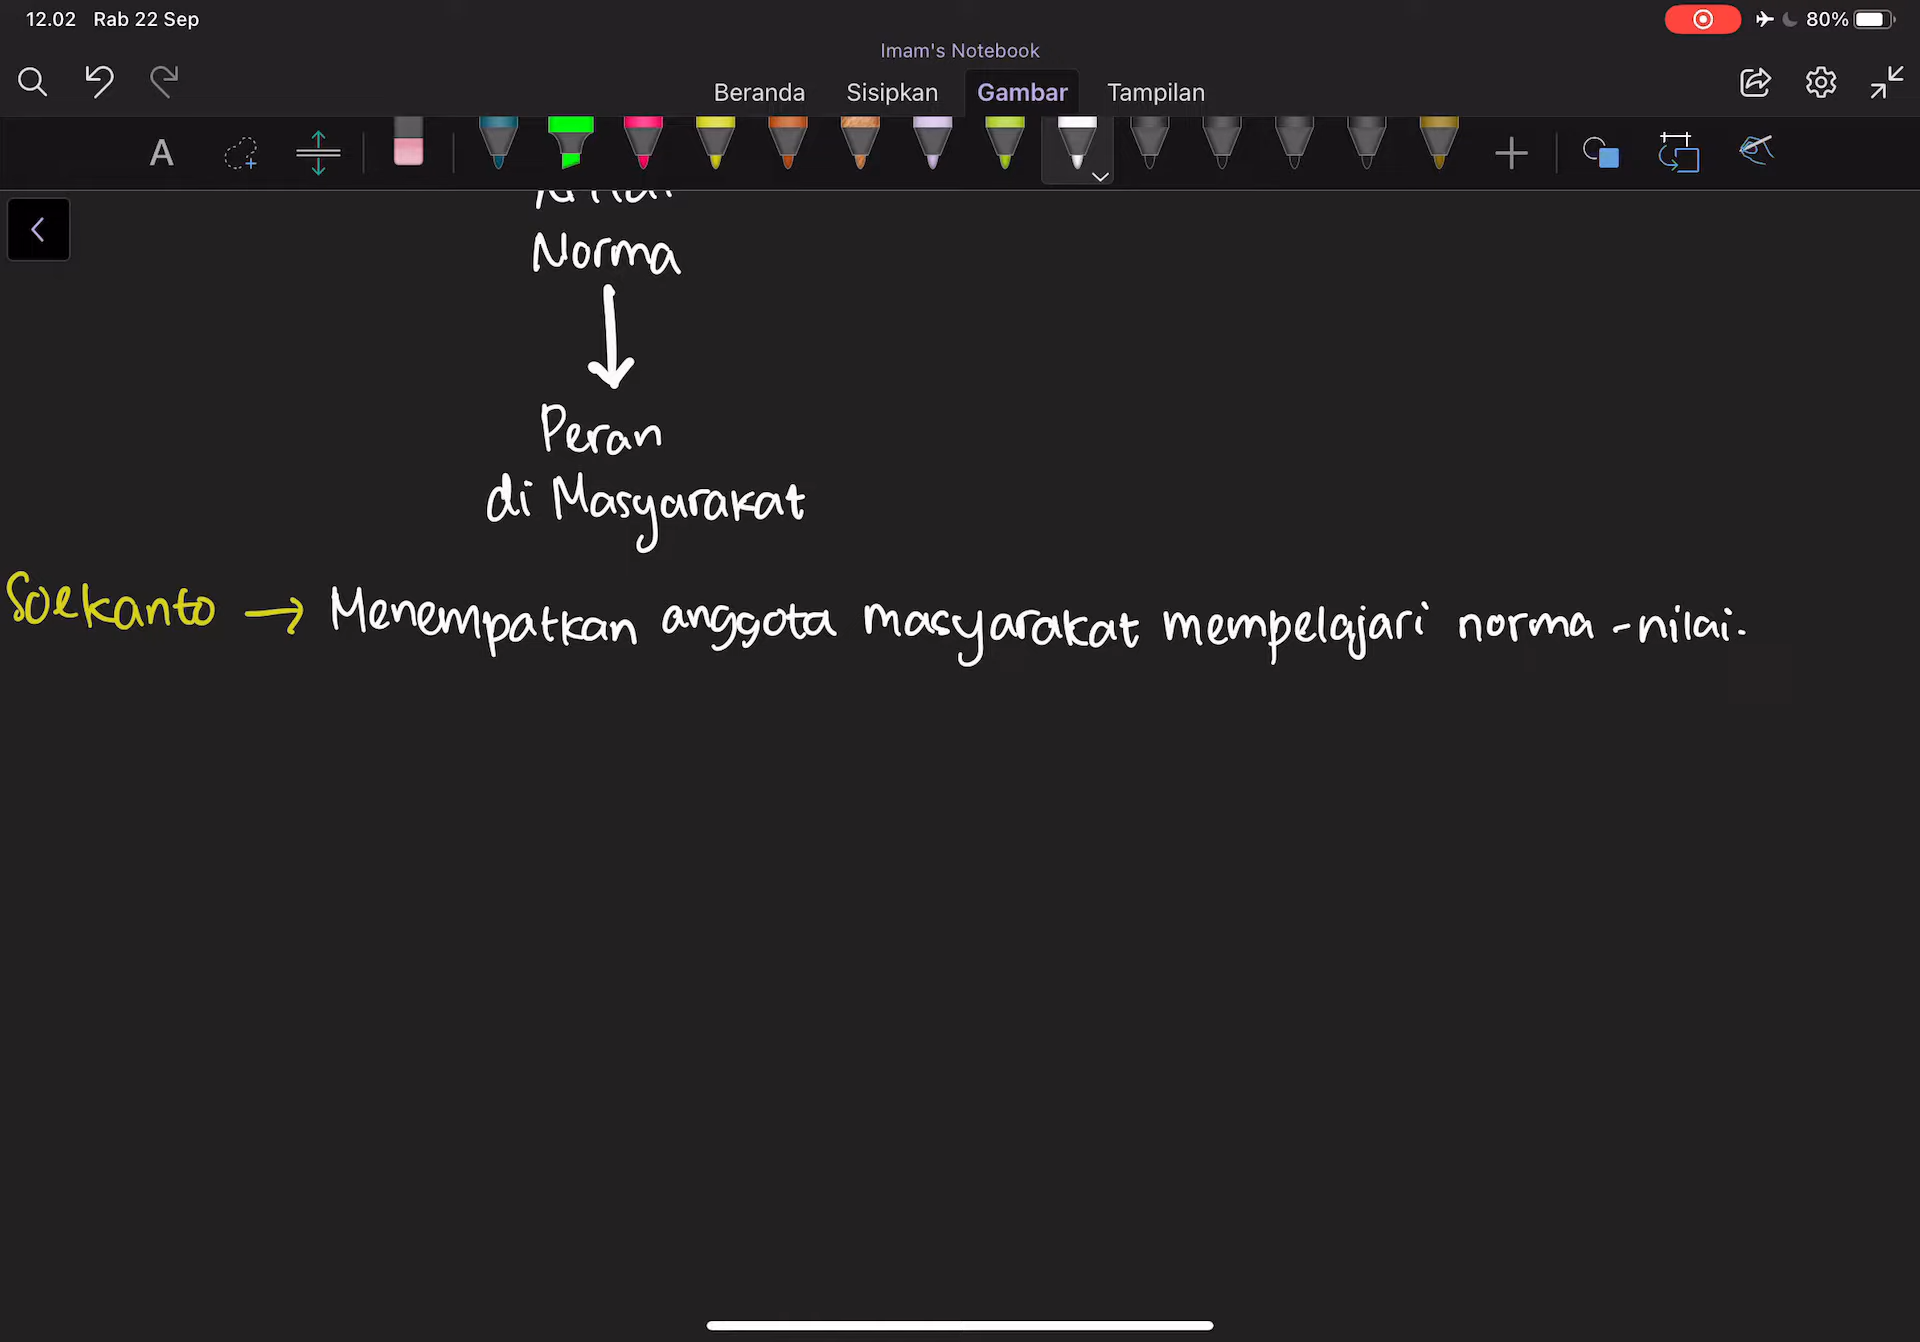 12.02 Rab 22 Sep
80%
Imam's Notebook
Beranda Sisipkan Gambar Tampilan
A
Norma
Peran
di Masyarakat
Soekanto → Menempatkan anggota masyarakat mempelajari norma - nilai.